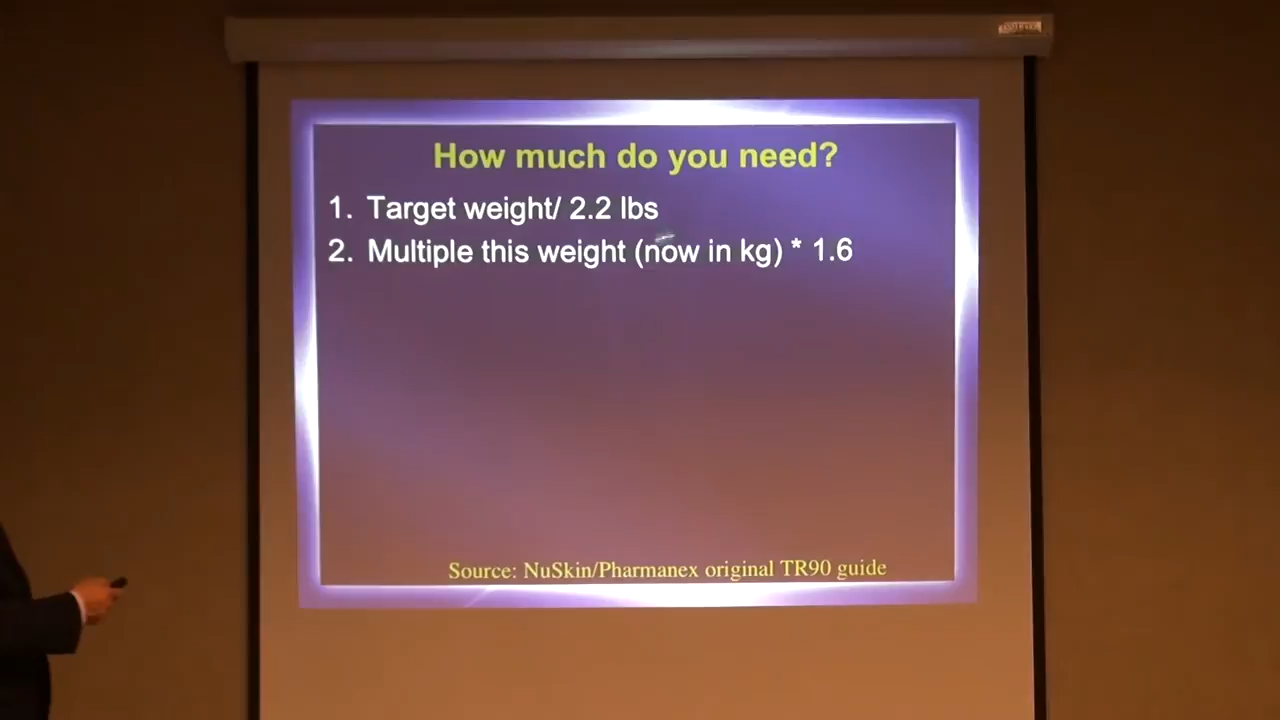 How much do you need?
1. Target weight/ 2.2 lbs
2. Multiple this weight (now in kg) * 1.6
Source: NuSkin/Pharmanex original TR90 guide